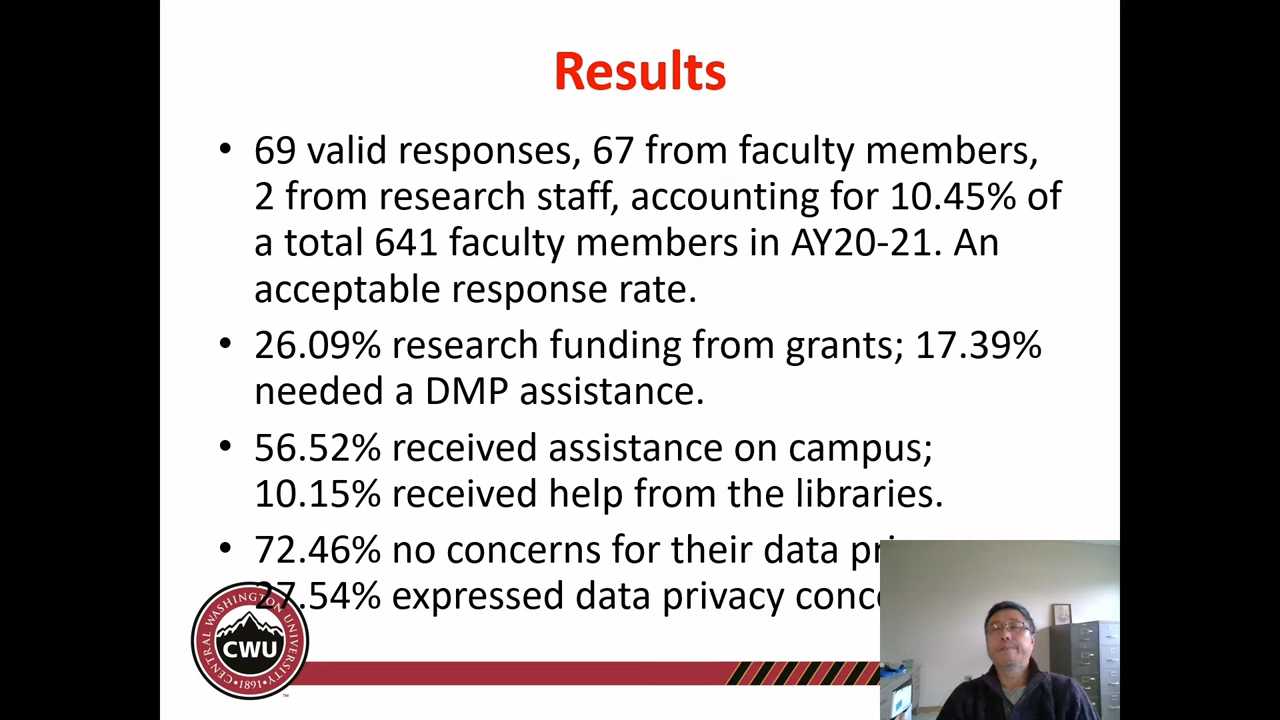 Results
• 69 valid responses, 67 from faculty members,
2 from research staff, accounting for 10.45% of
a total 641 faculty members in AY20-21. An
acceptable response rate.
• 26.09% research funding from grants; 17.39%
needed a DMP assistance.
• 56.52% received assistance on campus;
10.15% received help from the libraries.
• 72.46% no concerns for their data
27.54% expressed data privacy
CENTRAL WASHINGTON UNIVERSITY
CWU
•1891•
™